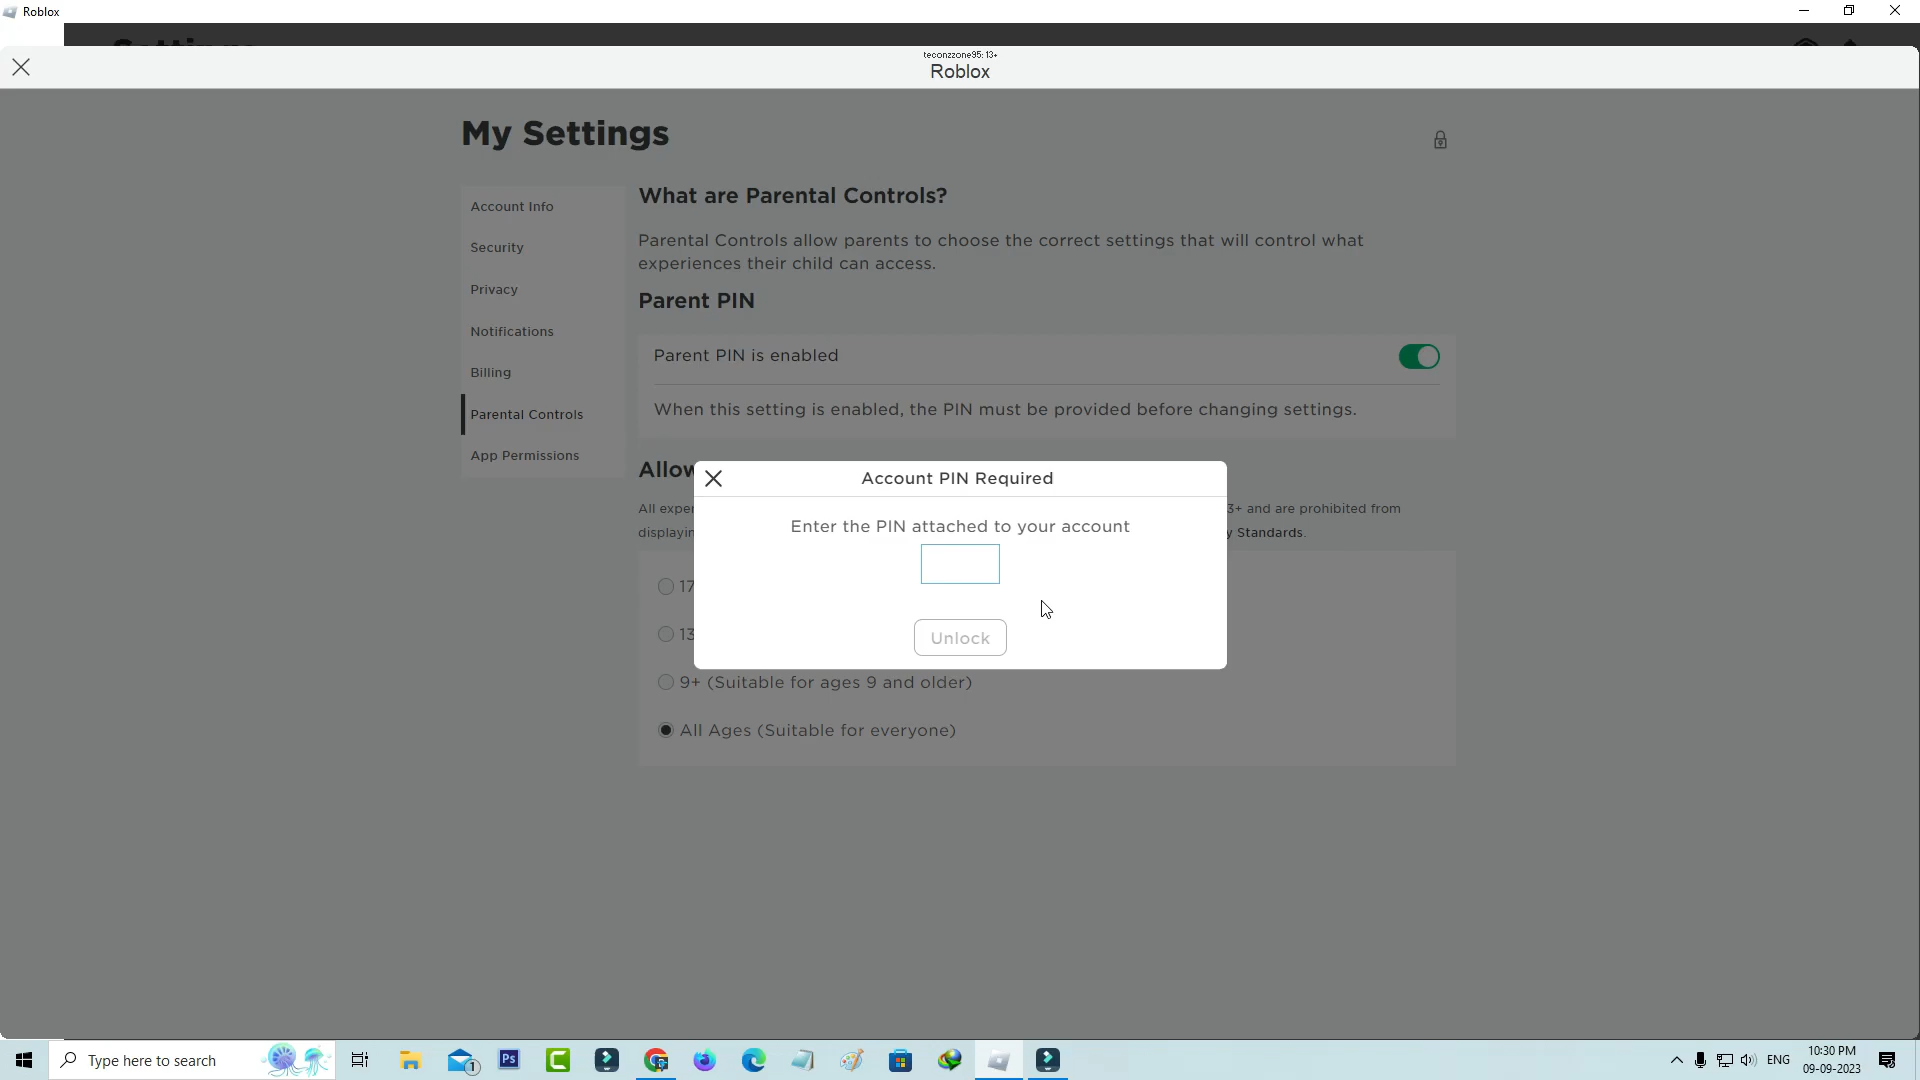 Roblox
teconzzone95: 13+
Roblox
My Settings
Account Info
Security
Privacy
Notifications
Billing
Parental Controls
App Permissions
What are Parental Controls?
Parental Controls allow parents to choose the correct settings that will control what
experiences their child can access.
Parent PIN
Parent PIN is enabled
When this setting is enabled, the PIN must be provided before changing settings.
Allow
All exper
3+ and are prohibited from
displayin
y Standards.
Account PIN Required
Enter the PIN attached to your account
Unlock
17
13
9+ (Suitable for ages 9 and older)
All Ages (Suitable for everyone)
Type here to search
1
Ps
ENG
10:30 PM
09-09-2023